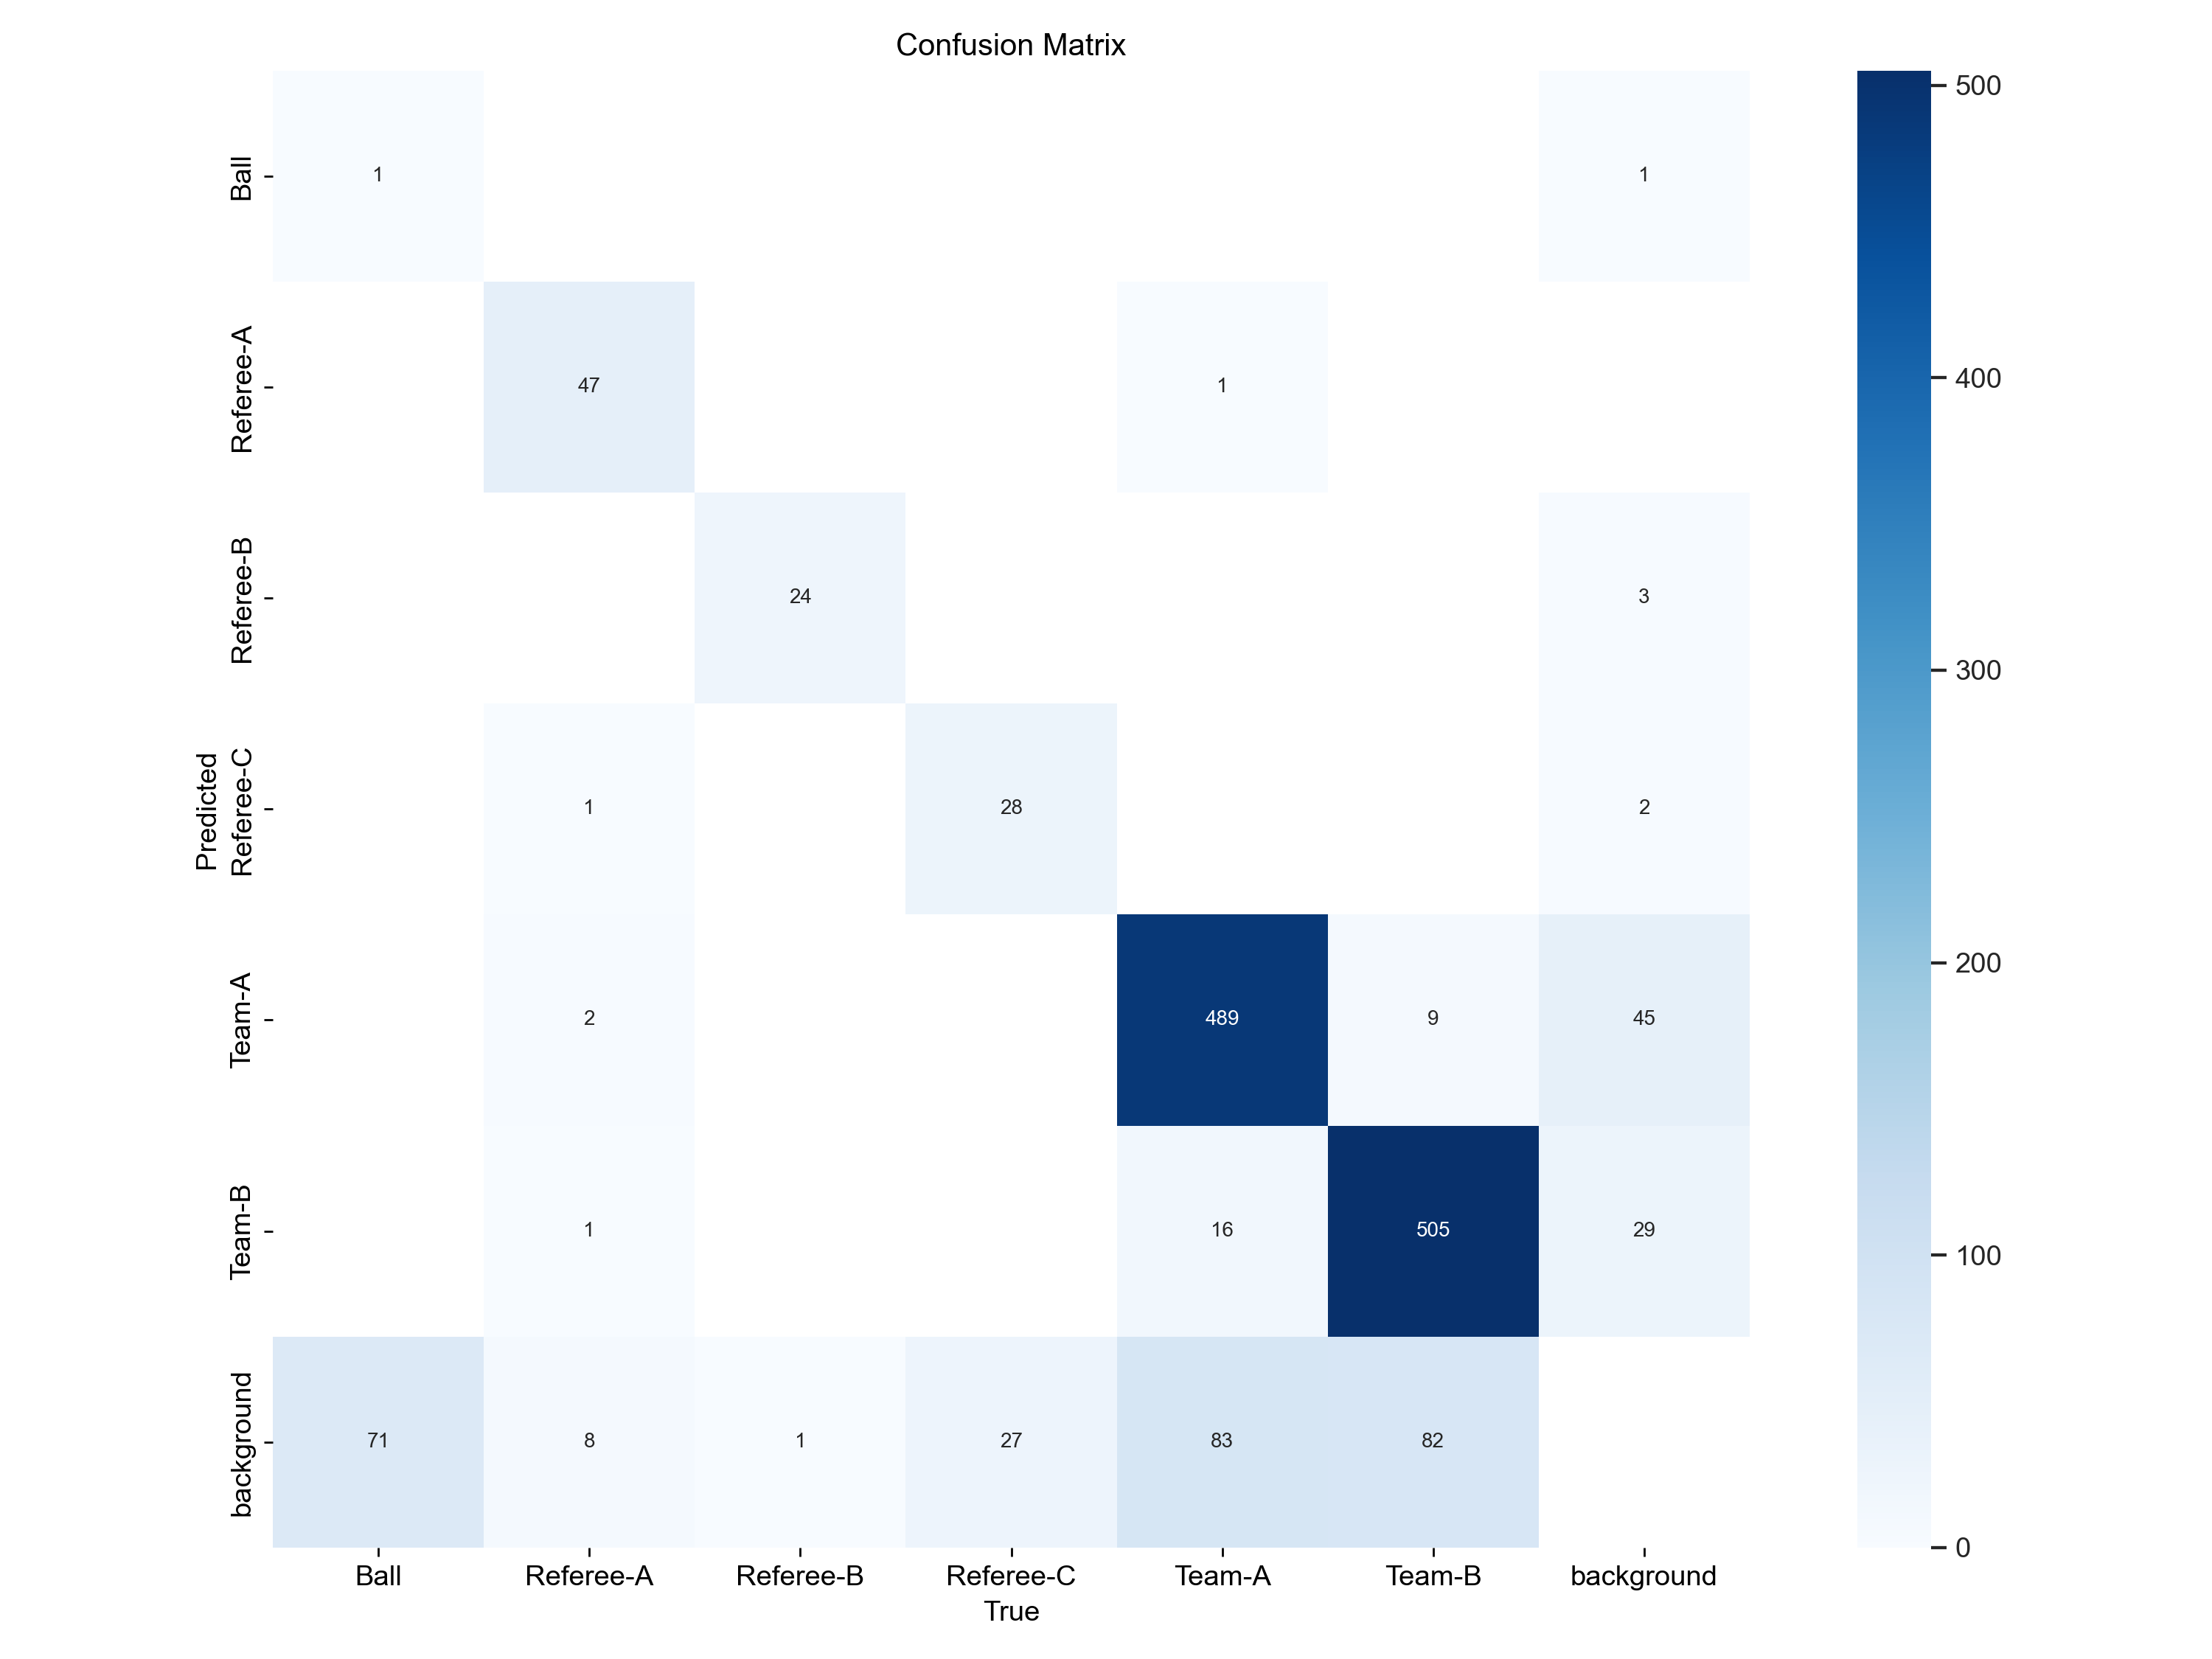 Confusion Matrix
Predicted
Ball 1 1
Referee-A 47 1
Referee-B 24 3
Referee-C 1 28 2
Team-A 2 489 9 45
Team-B 1 16 505 29
background 71 8 1 27 83 82
Ball Referee-A Referee-B Referee-C Team-A Team-B background
True
500
400
300
200
100
0